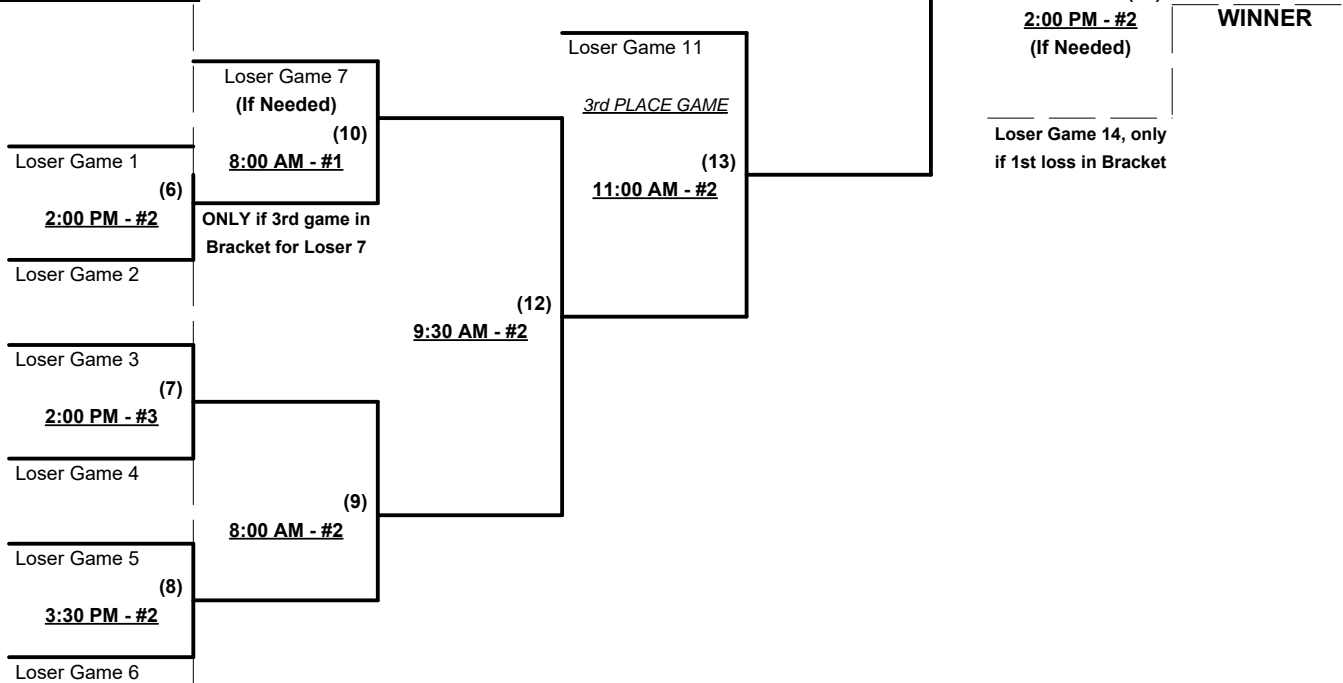 2:00 PM - #2
(If Needed)
WINNER
Loser Game 11
3rd PLACE GAME
(13)
11:00 AM - #2
Loser Game 14, only
if 1st loss in Bracket
Loser Game 7
(If Needed)
(10)
8:00 AM - #1
ONLY if 3rd game in
Bracket for Loser 7
Loser Game 1
(6)
2:00 PM - #2
Loser Game 2
(12)
9:30 AM - #2
Loser Game 3
(7)
2:00 PM - #3
Loser Game 4
(9)
8:00 AM - #2
Loser Game 5
(8)
3:30 PM - #2
Loser Game 6